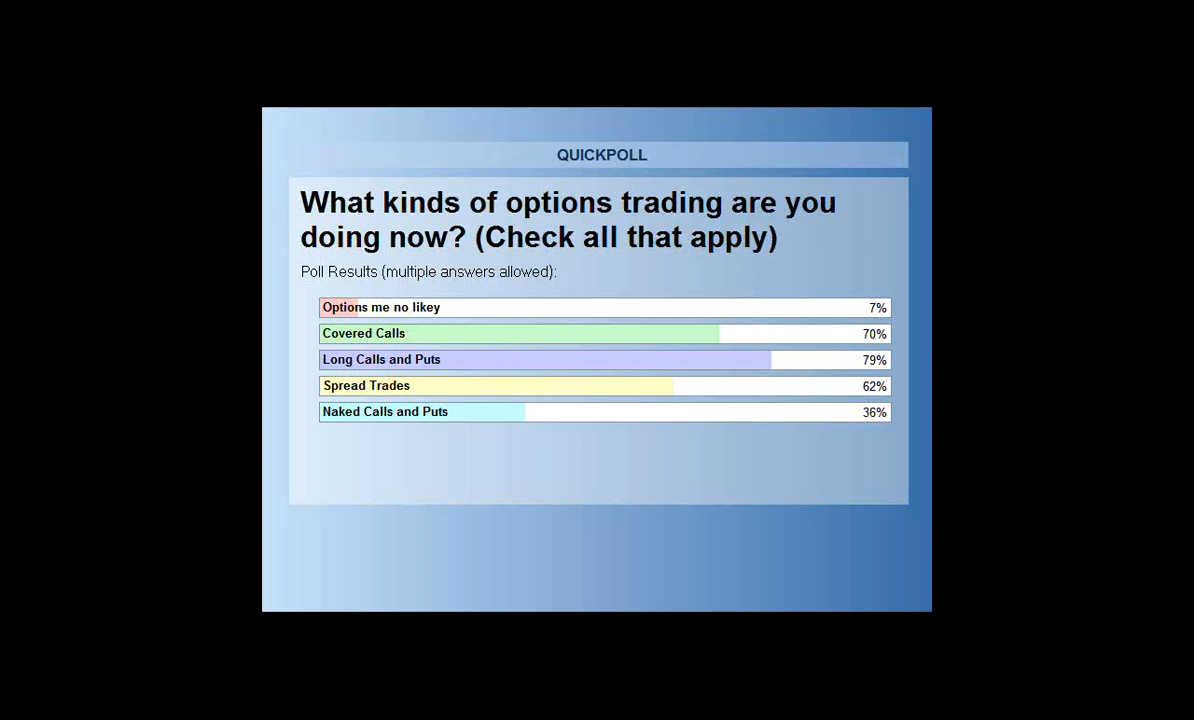 QUICKPOLL
What kinds of options trading are you
doing now? (Check all that apply)
Poll Results (multiple answers allowed):
Options me no likey 7%
Covered Calls 70%
Long Calls and Puts 79%
Spread Trades 62%
Naked Calls and Puts 36%